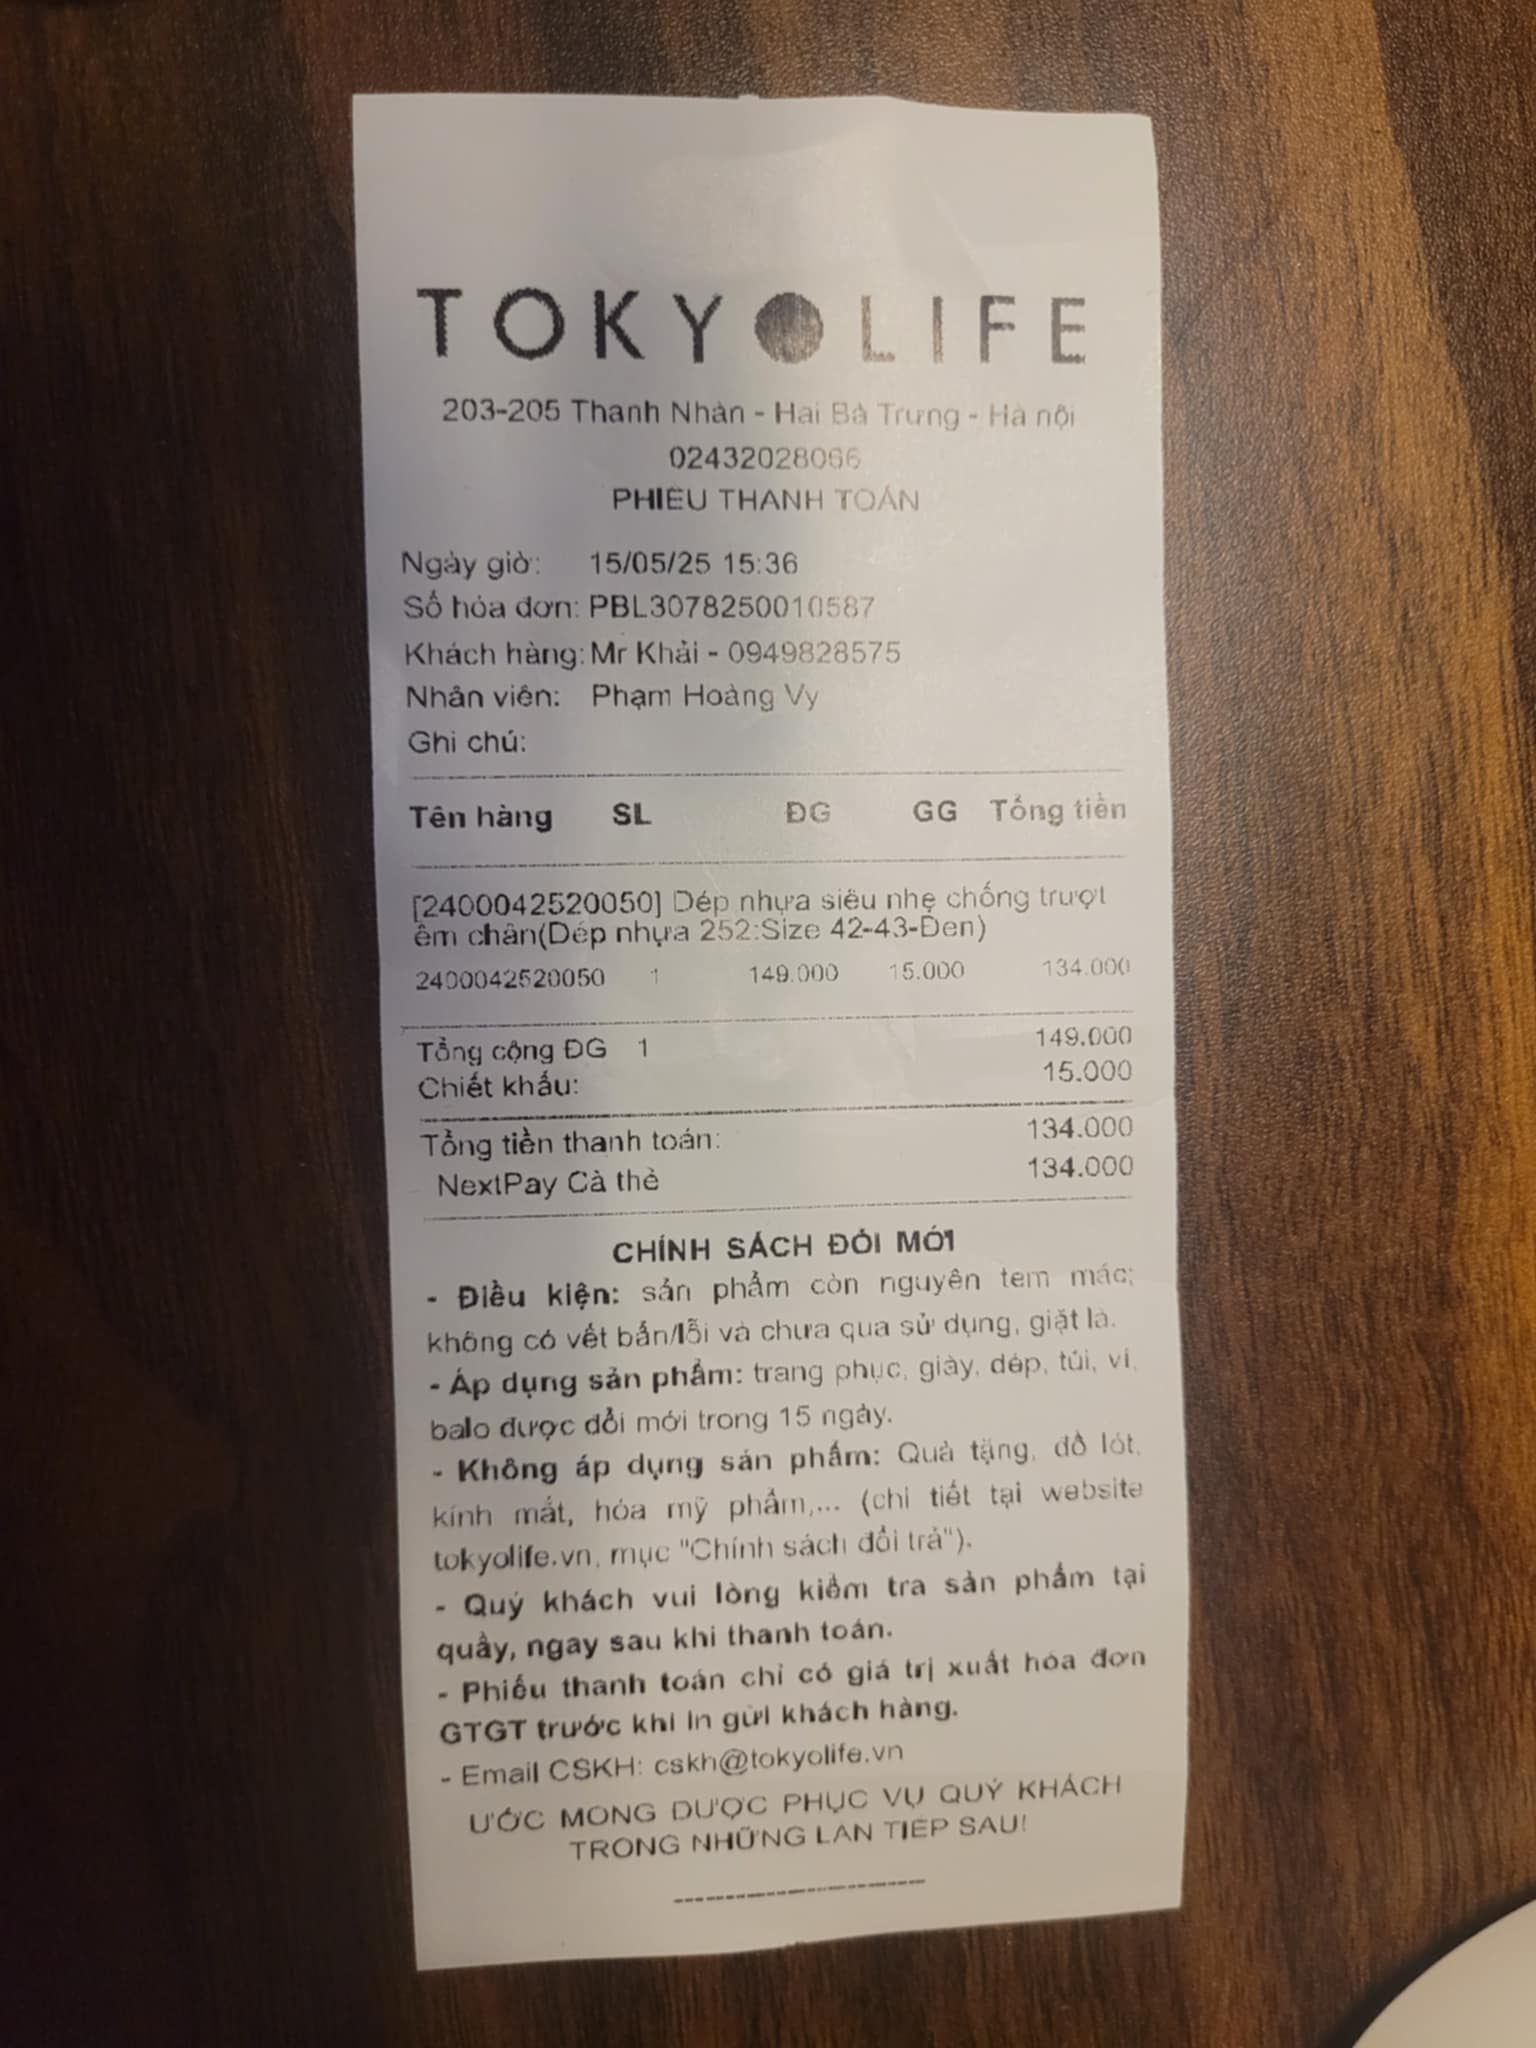 TOKYOLIFE
203-205 Thanh Nhàn - Hai Bà Trưng - Hà nội
02432028066
PHIẾU THANH TOÁN
Ngày giờ: 15/05/25 15:36
Số hóa đơn: PBL3078250010587
Khách hàng: Mr Khải - 0949828575
Nhân viên: Phạm Hoàng Vy
Ghi chú:
Tên hàng SL ĐG GG Tổng tiền
[2400042520050] Dép nhựa siêu nhẹ chống trượt
êm chân(Dép nhựa 252:Size 42-43-Đen)
2400042520050 1 149.000 15.000 134.000
Tổng cộng ĐG 1 149.000
Chiết khấu: 15.000
Tổng tiền thanh toán: 134.000
NextPay Cà thẻ 134.000
CHÍNH SÁCH ĐỔI MỚI
- Điều kiện: sản phẩm còn nguyên tem mác;
không có vết bẩn/lỗi và chưa qua sử dụng, giặt là.
- Áp dụng sản phẩm: trang phục, giày, dép, túi, ví,
balo được đổi mới trong 15 ngày.
- Không áp dụng sản phẩm: Quà tặng, đồ lót,
kính mắt, hóa mỹ phẩm,... (chi tiết tại website
tokyolife.vn, mục "Chính sách đổi trả").
- Quý khách vui lòng kiểm tra sản phẩm tại
quầy, ngay sau khi thanh toán.
- Phiếu thanh toán chỉ có giá trị xuất hóa đơn
GTGT trước khi in gửi khách hàng.
- Email CSKH: cskh@tokyolife.vn
ƯỚC MONG ĐƯỢC PHỤC VỤ QUÝ KHÁCH
TRONG NHỮNG LẦN TIẾP SAU!